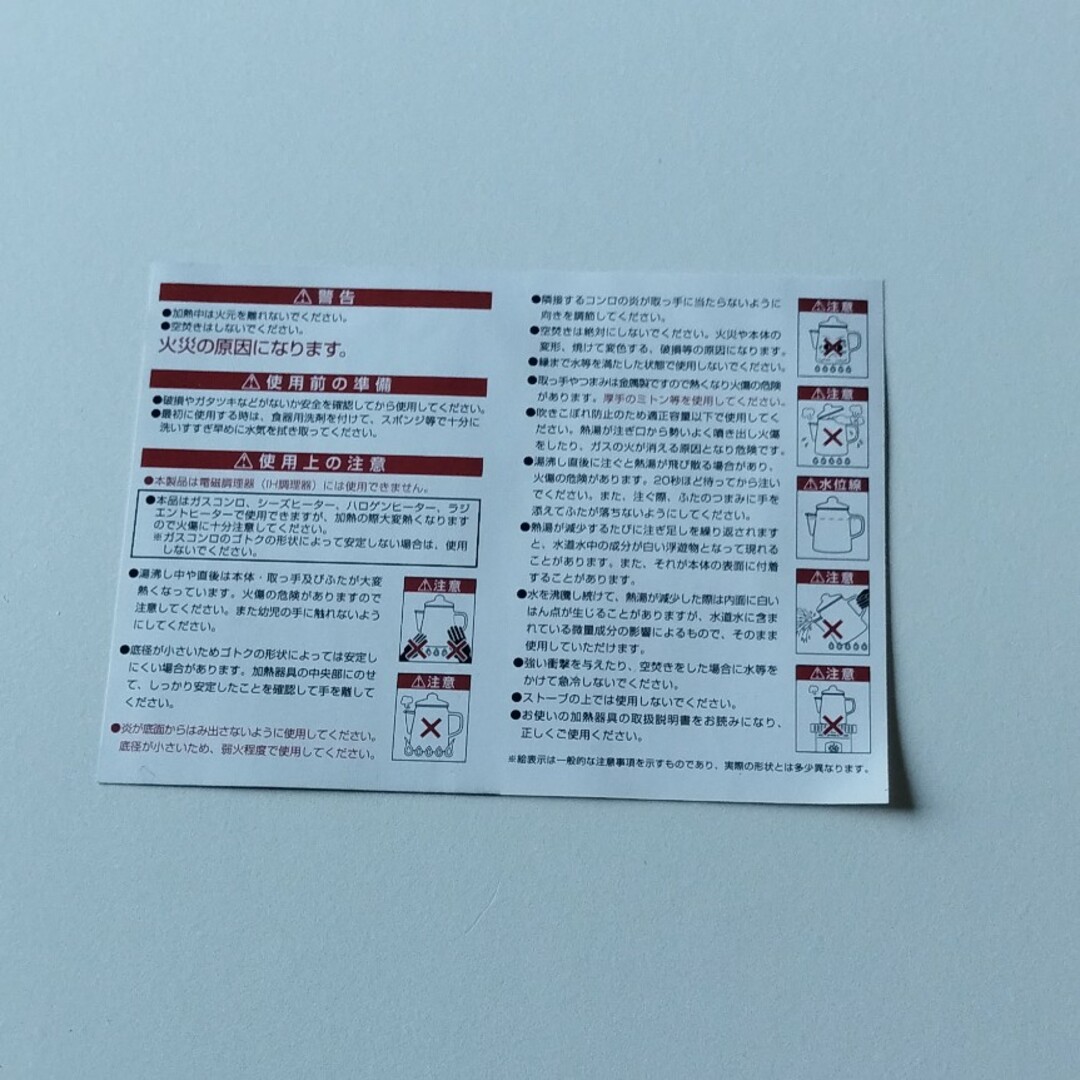 ⚠警告
●加熱中は火元を離れないでください。
●空焚きはしないでください。
火災の原因になります。
⚠使用前の準備
●破損やガタツキなどがないか安全を確認してから使用してください。
●最初に使用する時は、食器用洗剤を付けて、スポンジ等で十分に
洗いすすぎ早めに水気を拭き取ってください。
⚠使用上の注意
●本製品は電磁調理器（IH調理器）には使用できません。
●本品はガスコンロ、シーズヒーター、ハロゲンヒーター、ラジ
エントヒーターで使用できますが、加熱の際大変熱くなります
ので火傷に十分注意してください。
※ガスコンロのゴトクの形状によって安定しない場合は、使用
しないでください。
●湯沸し中や直後は本体・取っ手及びふたが大変
熱くなっています。火傷の危険がありますので
注意してください。また幼児の手に触れないよう
にしてください。
⚠注意
●底径が小さいためゴトクの形状によっては安定し
にくい場合があります。加熱器具の中央部にのせ
て、しっかり安定したことを確認して手を離して
ください。
⚠注意
●炎が底面からはみ出さないように使用してください。
底径が小さいため、弱火程度で使用してください。
●隣接するコンロの炎が取っ手に当たらないように
向きを調節してください。
●空焚きは絶対にしないでください。火災や本体の
変形、焼けて変色する、破損等の原因になります。
●縁まで水等を満たした状態で使用しないでください。
●取っ手やつまみは金属製ですので熱くなり火傷の危険
があります。厚手のミトン等を使用してください。
●吹きこぼれ防止のため適正容量以下で使用してく
ださい。熱湯が注ぎ口から勢いよく噴き出し火傷
をしたり、ガスの火が消える原因となり危険です。
●湯沸し直後に注ぐと熱湯が飛び散る場合があり、
火傷の危険があります。20秒ほど待ってから注い
でください。また、注ぐ際、ふたのつまみに手を
添えてふたが落ちないようにしてください。
●熱湯が減少するたびに注ぎ足しを繰り返されます
と、水道水中の成分が白い浮遊物となって現れる
ことがあります。また、それが本体の表面に付着
することがあります。
●水を沸騰し続けて、熱湯が減少した際は内面に白い
はん点が生じることがありますが、水道水に含ま
れている微量成分の影響によるもので、そのまま
使用していただけます。
●強い衝撃を与えたり、空焚きをした場合に水等を
かけて急冷しないでください。
●ストーブの上では使用しないでください。
●お使いの加熱器具の取扱説明書をお読みになり、
正しくご使用ください。
⚠注意
⚠注意
⚠水位線
⚠注意
⚠注意
※絵表示は一般的な注意事項を示すものであり、実際の形状とは多少異なります。